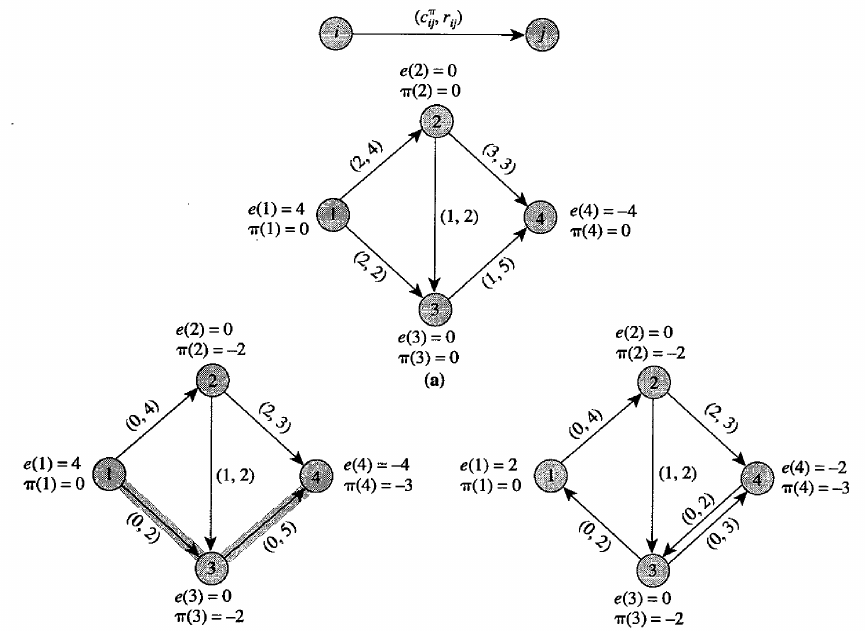 (c^π_ij, r_ij)
i
j
e(2) = 0
π(2) = 0
2
(2, 4)
(3, 3)
e(1) = 4
π(1) = 0
1
(1, 2)
4
e(4) = −4
π(4) = 0
(2, 2)
(1, 5)
3
e(3) = 0
π(3) = 0
(a)
e(2) = 0
π(2) = −2
2
(0, 4)
(2, 3)
e(1) = 4
π(1) = 0
1
(1, 2)
4
e(4) = −4
π(4) = −3
(0, 2)
(0, 5)
3
e(3) = 0
π(3) = −2
e(2) = 0
π(2) = −2
2
(0, 4)
(2, 3)
e(1) = 2
π(1) = 0
1
(1, 2)
4
e(4) = −2
π(4) = −3
(0, 2)
(0, 2)
(0, 3)
3
e(3) = 0
π(3) = −2